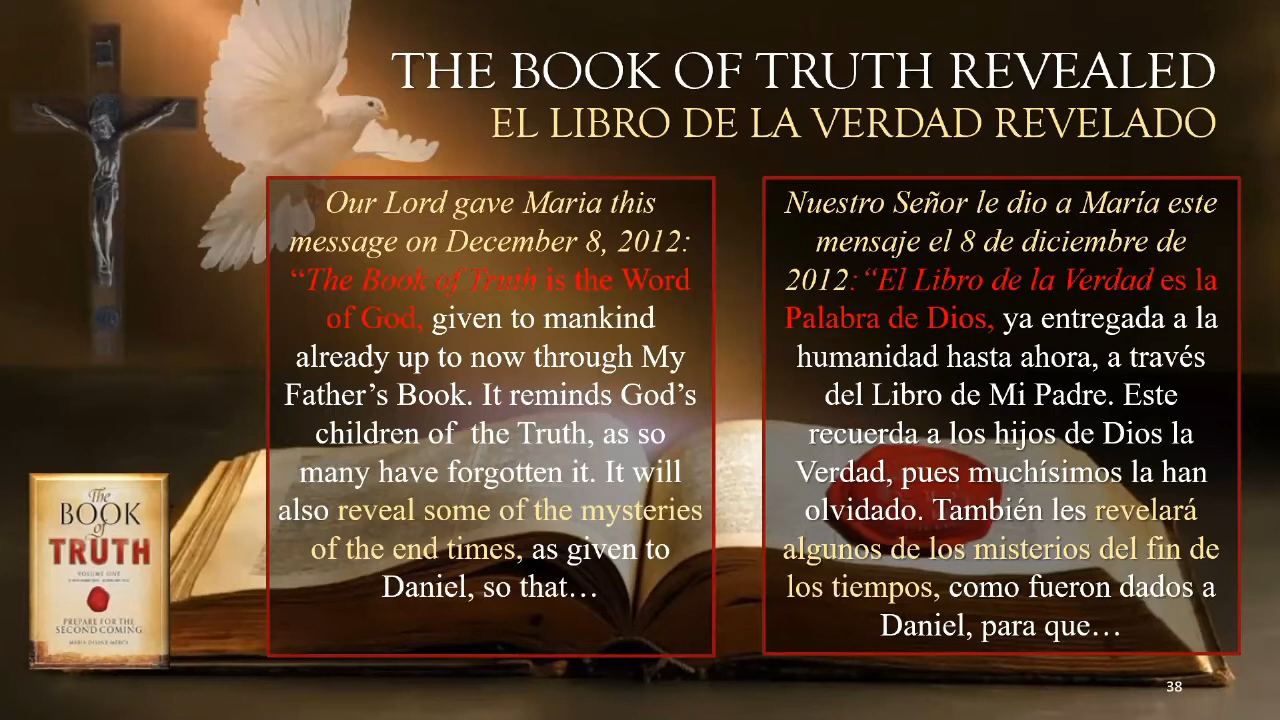 THE BOOK OF TRUTH REVEALED
EL LIBRO DE LA VERDAD REVELADO
Our Lord gave Maria this
message on December 8, 2012:
“The Book of Truth is the Word
of God, given to mankind
already up to now through My
Father’s Book. It reminds God’s
children of the Truth, as so
many have forgotten it. It will
also reveal some of the mysteries
of the end times, as given to
Daniel, so that…
Nuestro Señor le dio a María este
mensaje el 8 de diciembre de
2012:“El Libro de la Verdad es la
Palabra de Dios, ya entregada a la
humanidad hasta ahora, a través
del Libro de Mi Padre. Este
recuerda a los hijos de Dios la
Verdad, pues muchísimos la han
olvidado. También les revelará
algunos de los misterios del fin de
los tiempos, como fueron dados a
Daniel, para que…
The
BOOK
of
TRUTH
VOLUME ONE
PREPARE FOR THE
SECOND COMING
MARIA DIVINE MERCY
38